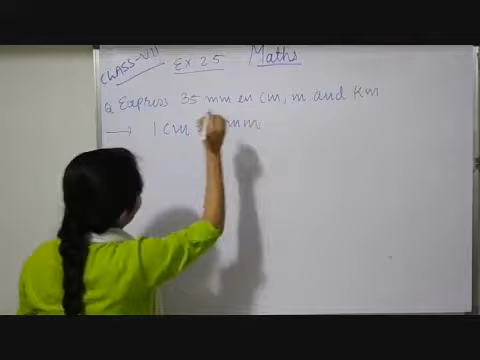 CLASS-VII Ex 2.5 Maths
Q Express 35 mm in cm, m and km
→ 1 cm = mm